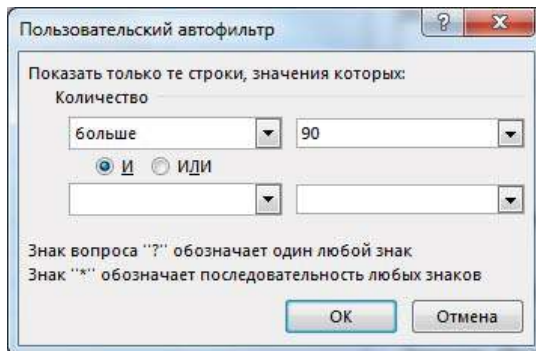 Пользовательский автофильтр
Показать только те строки, значения которых:
Количество
больше 90
И ИЛИ
Знак вопроса "?" обозначает один любой знак
Знак "*" обозначает последовательность любых знаков
ОК Отмена